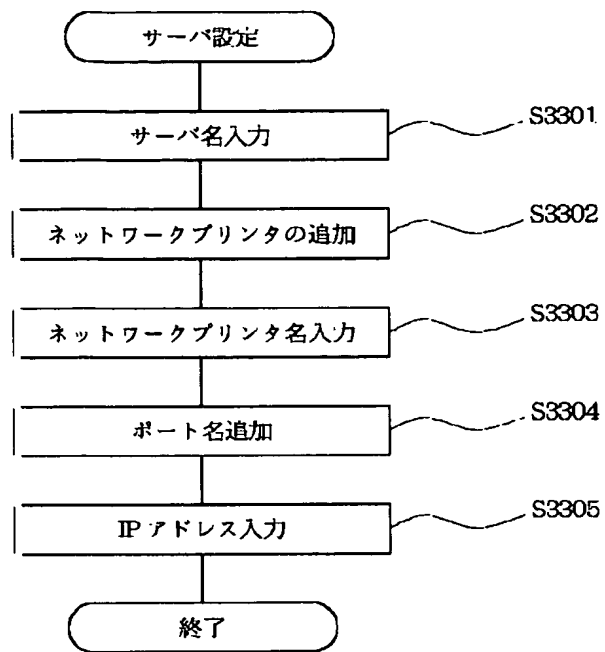 サーバ設定
サーバ名入力
S3301
ネットワークプリンタの追加
S3302
ネットワークプリンタ名入力
S3303
ポート名追加
S3304
IPアドレス入力
S3305
終了